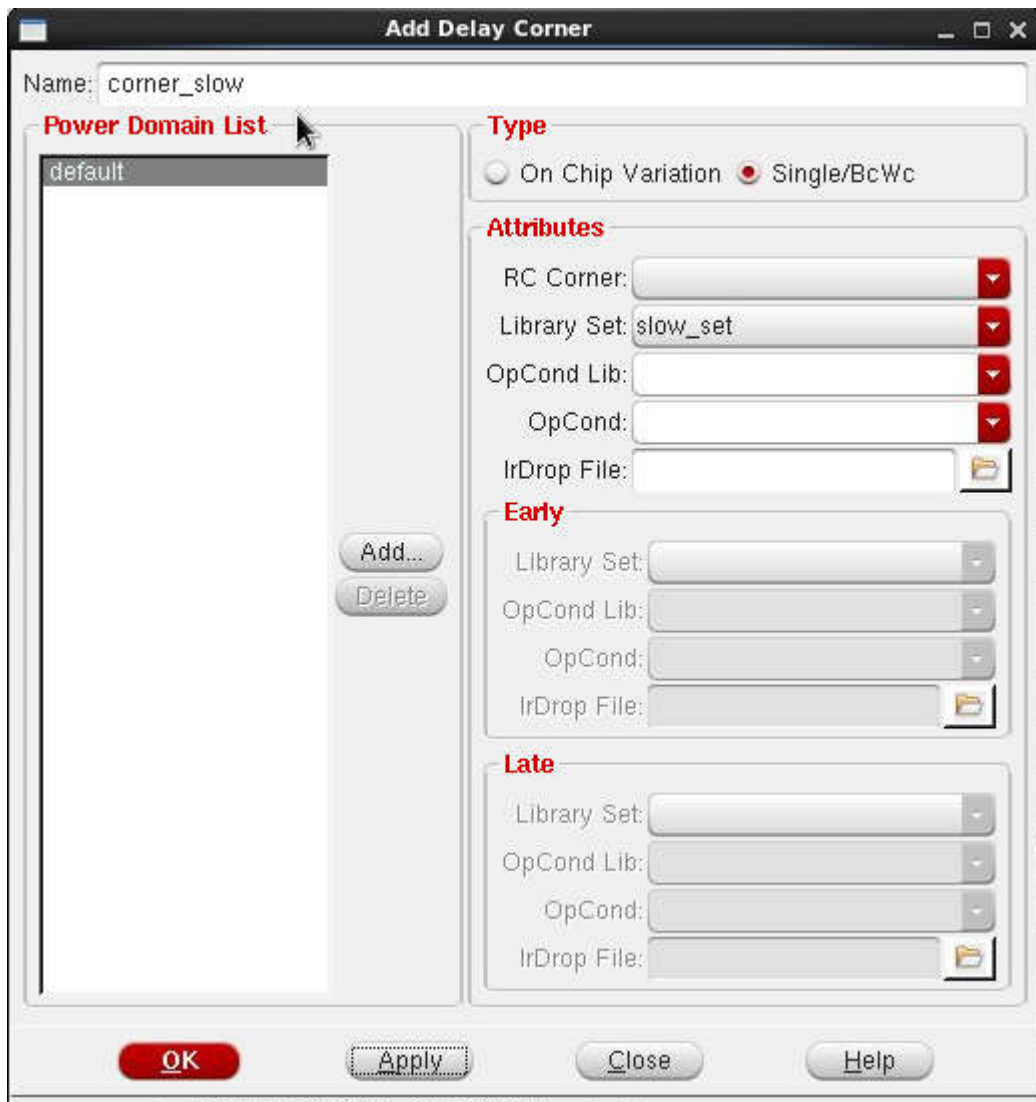 Add Delay Corner
Name: corner_slow
Power Domain List
default
Add...
Delete
Type
On Chip Variation Single/BcWc
Attributes
RC Corner:
Library Set: slow_set
OpCond Lib:
OpCond:
IrDrop File:
Early
Library Set:
OpCond Lib:
OpCond:
IrDrop File:
Late
Library Set:
OpCond Lib:
OpCond:
IrDrop File:
OK Apply Close Help